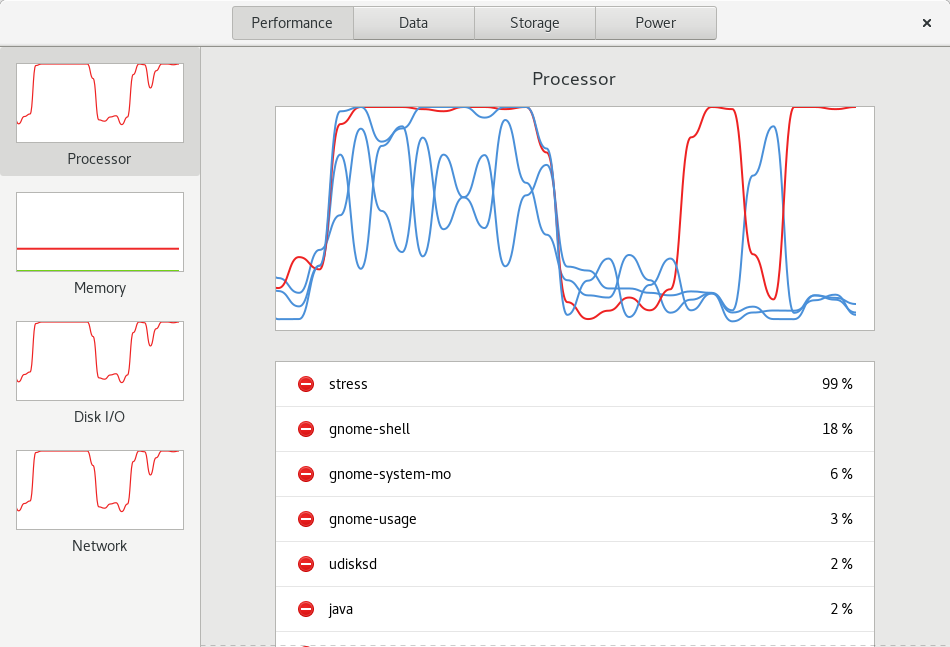 Performance Data Storage Power
Processor
Memory
Disk I/O
Network
Processor
stress 99 %
gnome-shell 18 %
gnome-system-mo 6 %
gnome-usage 3 %
udisksd 2 %
java 2 %